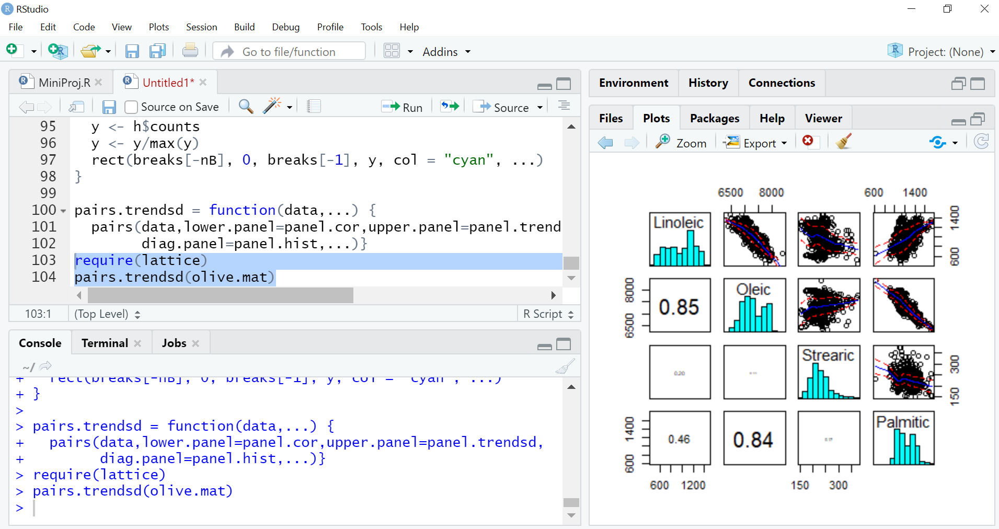 RStudio
File Edit Code View Plots Session Build Debug Profile Tools Help
Go to file/function Addins Project: (None)
MiniProj.R Untitled1*
Source on Save Run Source
95 y <- h$counts
96 y <- y/max(y)
97 rect(breaks[-nB], 0, breaks[-1], y, col = "cyan", ...)
98 }
99
100 pairs.trendsd = function(data,...) {
101 pairs(data,lower.panel=panel.cor,upper.panel=panel.trend
102 diag.panel=panel.hist,...)}
103 require(lattice)
104 pairs.trendsd(olive.mat)
103:1 (Top Level) R Script
Console Terminal Jobs
~/
+ rect(breaks[-nB], 0, breaks[-1], y, col = "cyan", ...)
+ }
>
> pairs.trendsd = function(data,...) {
+ pairs(data,lower.panel=panel.cor,upper.panel=panel.trendsd,
+ diag.panel=panel.hist,...)}
> require(lattice)
> pairs.trendsd(olive.mat)
>
Environment History Connections
Files Plots Packages Help Viewer
Zoom Export
6500 8000 600 1400
Linoleic
600 1400
6500 8000
0.85
Oleic
0.20
Strearic
150 300
600 1400
0.46
0.84
0.17
Palmitic
600 1200 150 300